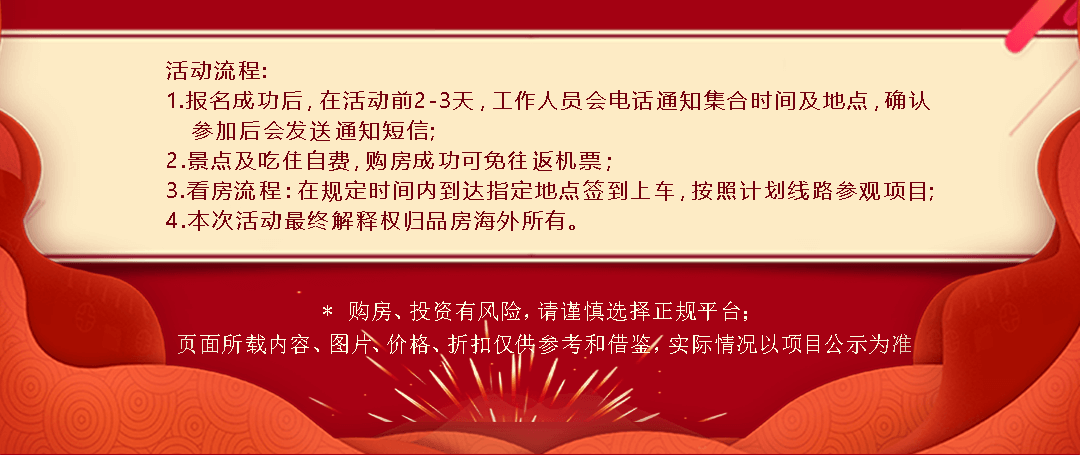 活动流程:
1.报名成功后,在活动前2-3天,工作人员会电话通知集合时间及地点,确认
参加后会发送通知短信;
2.景点及吃住自费,购房成功可免往返机票;
3.看房流程:在规定时间内到达指定地点签到上车,按照计划线路参观项目;
4.本次活动最终解释权归品房海外所有。
* 购房、投资有风险,请谨慎选择正规平台;
页面所载内容、图片、价格、折扣仅供参考和借鉴,实际情况以项目公示为准